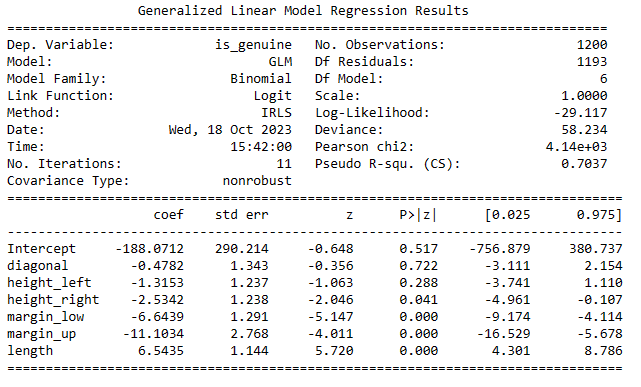 Generalized Linear Model Regression Results
==============================================================================
Dep. Variable: is_genuine No. Observations: 1200
Model: GLM Df Residuals: 1193
Model Family: Binomial Df Model: 6
Link Function: Logit Scale: 1.0000
Method: IRLS Log-Likelihood: -29.117
Date: Wed, 18 Oct 2023 Deviance: 58.234
Time: 15:42:00 Pearson chi2: 4.14e+03
No. Iterations: 11 Pseudo R-squ. (CS): 0.7037
Covariance Type: nonrobust
================================================================================
coef std err z P>|z| [0.025 0.975]
--------------------------------------------------------------------------------
Intercept -188.0712 290.214 -0.648 0.517 -756.879 380.737
diagonal -0.4782 1.343 -0.356 0.722 -3.111 2.154
height_left -1.3153 1.237 -1.063 0.288 -3.741 1.110
height_right -2.5342 1.238 -2.046 0.041 -4.961 -0.107
margin_low -6.6439 1.291 -5.147 0.000 -9.174 -4.114
margin_up -11.1034 2.768 -4.011 0.000 -16.529 -5.678
length 6.5435 1.144 5.720 0.000 4.301 8.786
================================================================================